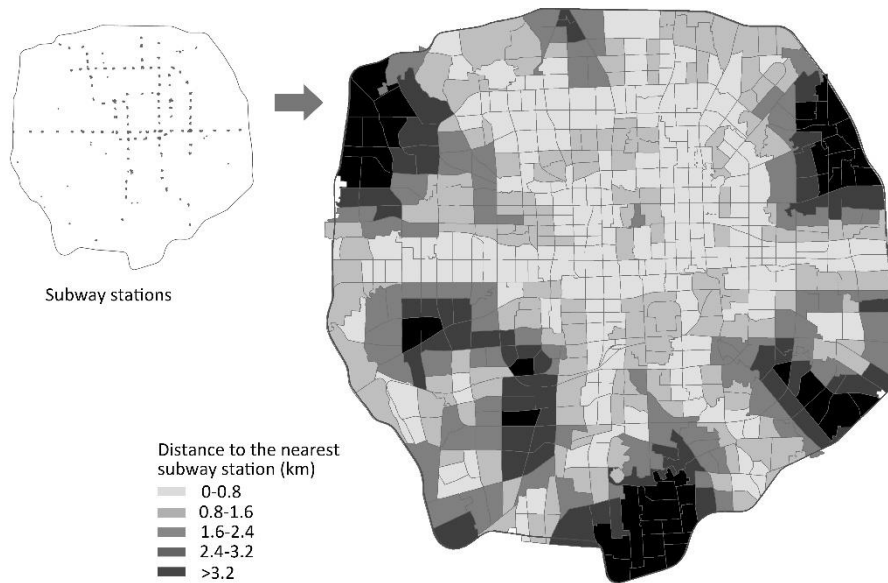 Subway stations
Distance to the nearest
subway station (km)
0-0.8
0.8-1.6
1.6-2.4
2.4-3.2
>3.2